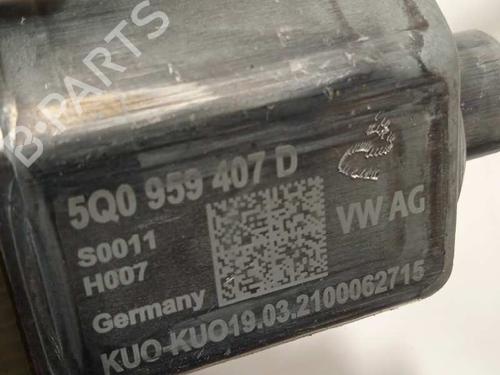 B-PARTS
5Q0 959 407 D
S0011
H007
VW AG
Germany
KUO-KUO19.03.2100062715